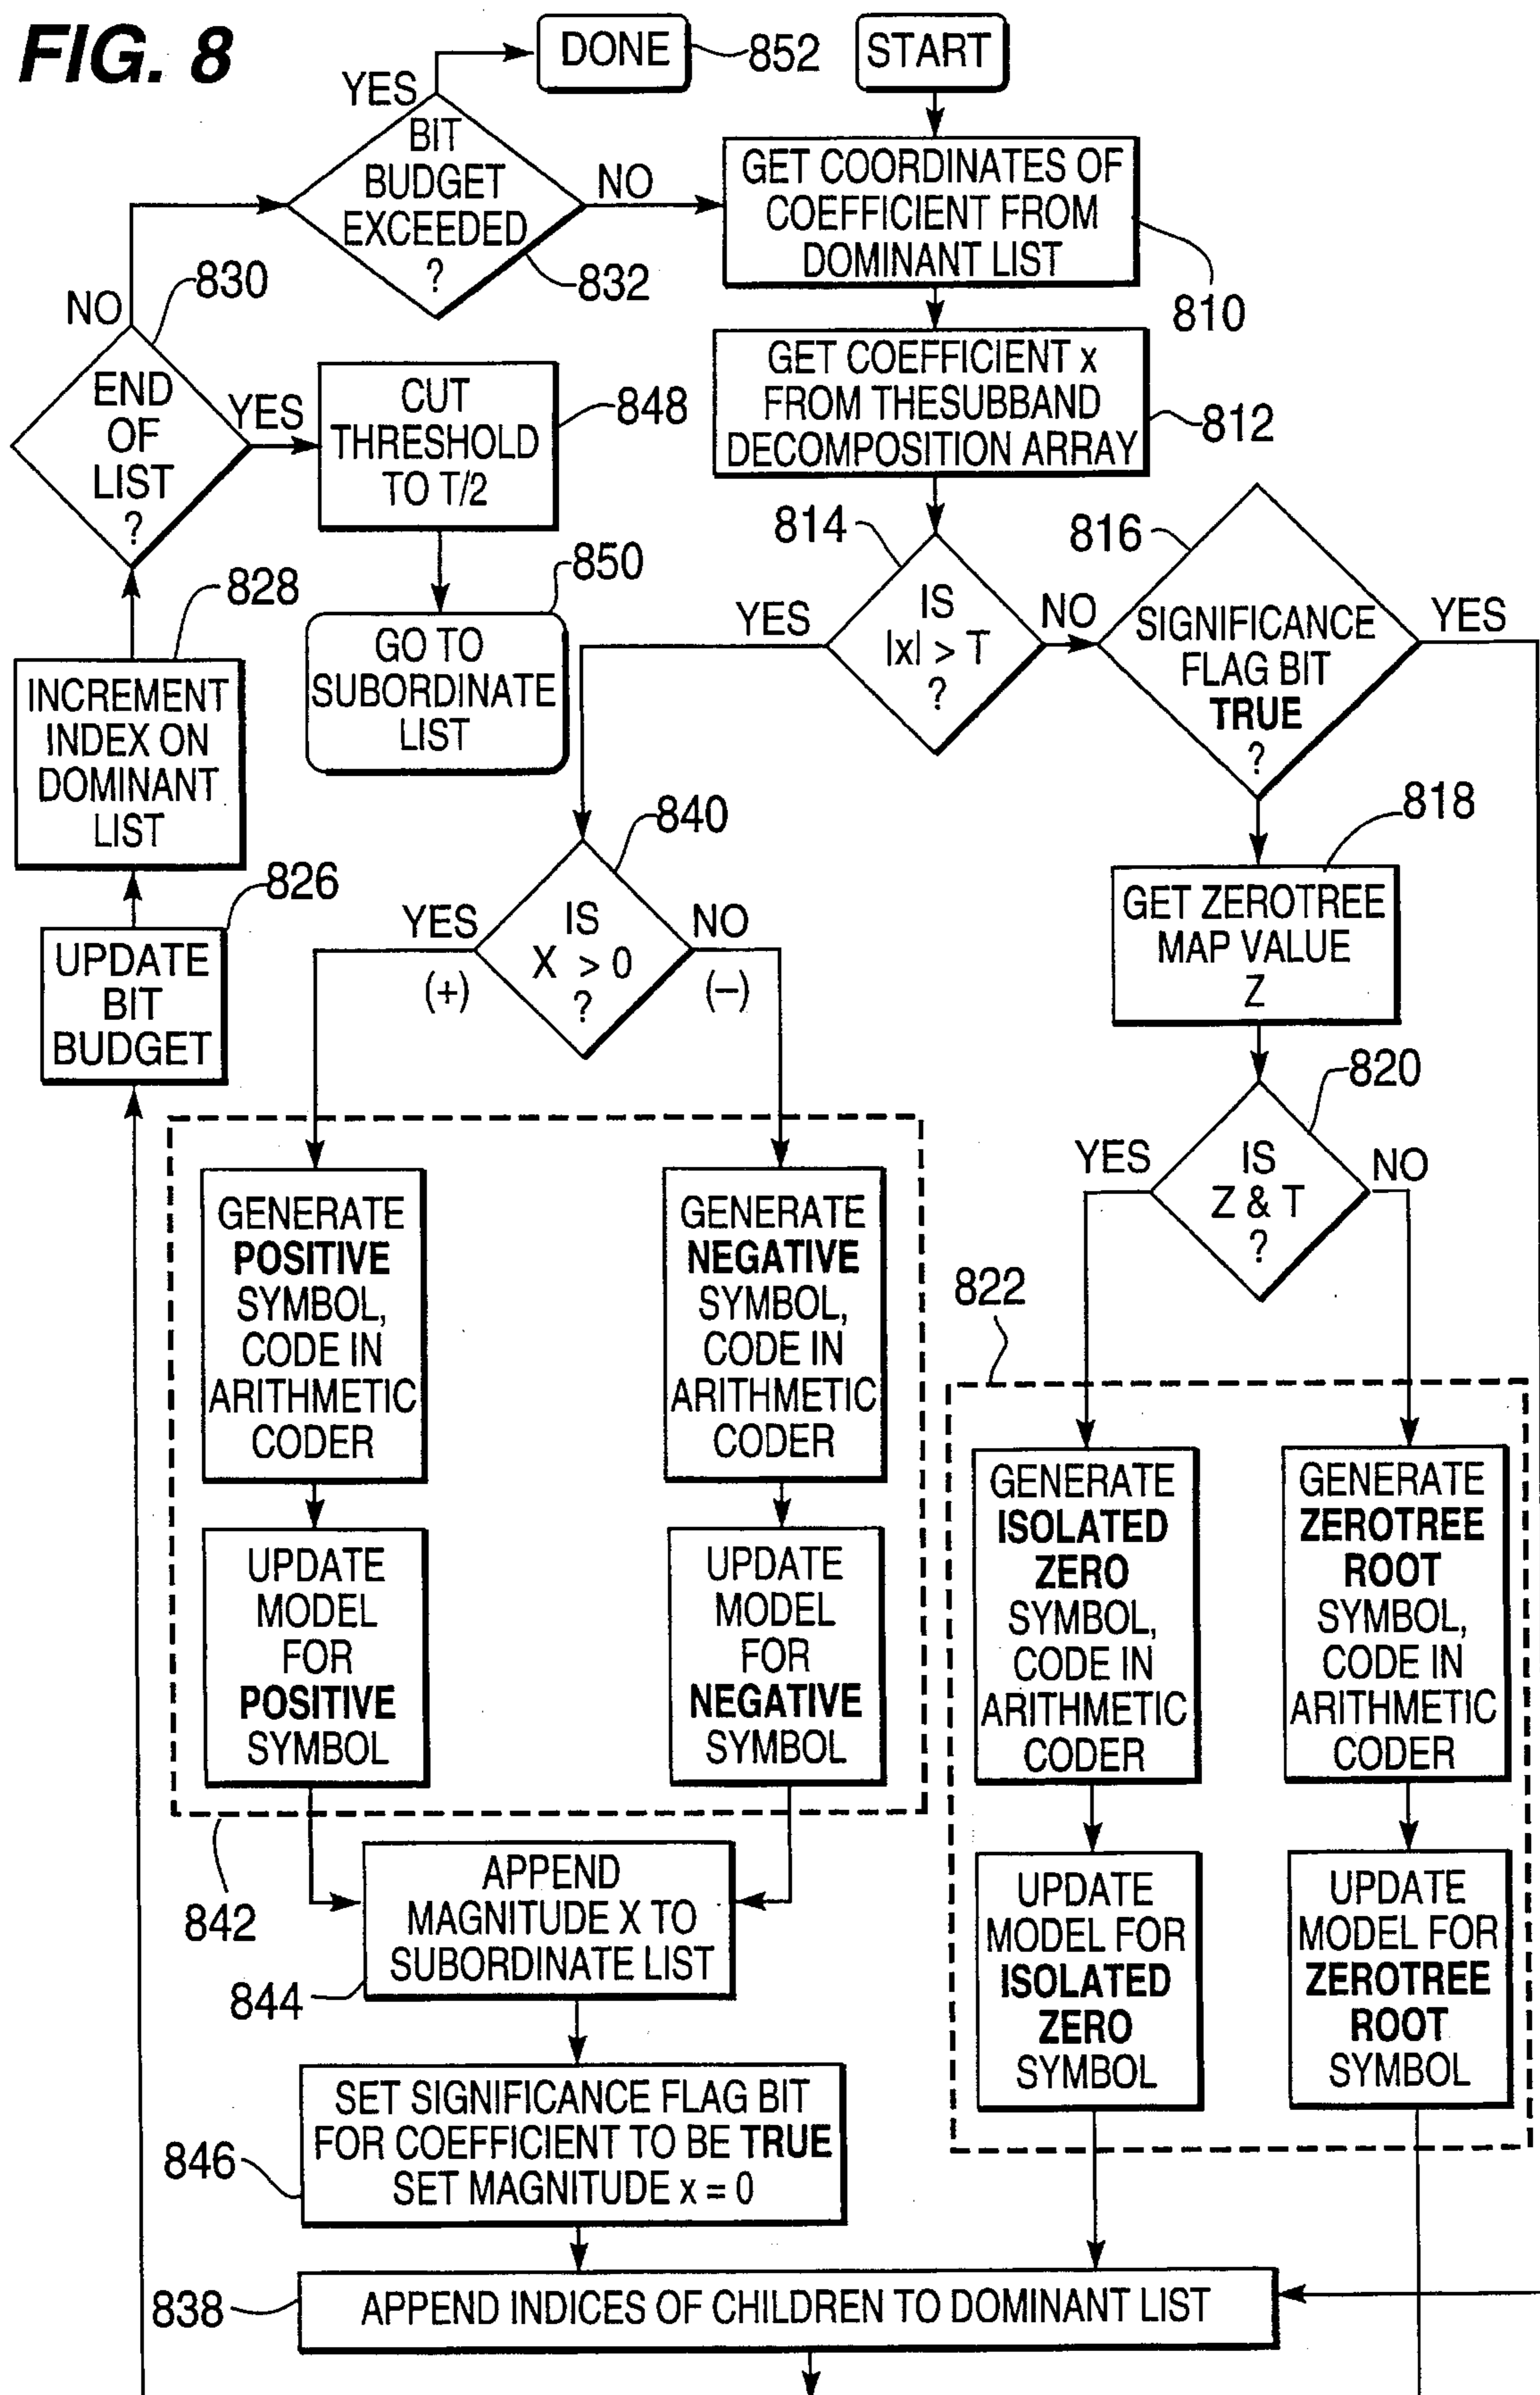 FIG. 8
DONE
852
START
YES
BIT
BUDGET
EXCEEDED
?
832
NO
GET COORDINATES OF
COEFFICIENT FROM
DOMINANT LIST
810
NO
830
END
OF
LIST
?
YES
CUT
THRESHOLD
TO T/2
848
GET COEFFICIENT x
FROM THESUBBAND
DECOMPOSITION ARRAY
812
814
IS
|x| > T
?
YES
NO
816
SIGNIFICANCE
FLAG BIT
TRUE
?
YES
850
GO TO
SUBORDINATE
LIST
828
INCREMENT
INDEX ON
DOMINANT
LIST
826
UPDATE
BIT
BUDGET
840
YES
(+)
IS
X > 0
?
NO
(–)
818
GET ZEROTREE
MAP VALUE
Z
820
YES
IS
Z & T
?
NO
822
GENERATE
POSITIVE
SYMBOL,
CODE IN
ARITHMETIC
CODER
GENERATE
NEGATIVE
SYMBOL,
CODE IN
ARITHMETIC
CODER
UPDATE
MODEL
FOR
POSITIVE
SYMBOL
UPDATE
MODEL
FOR
NEGATIVE
SYMBOL
842
GENERATE
ISOLATED
ZERO
SYMBOL,
CODE IN
ARITHMETIC
CODER
GENERATE
ZEROTREE
ROOT
SYMBOL,
CODE IN
ARITHMETIC
CODER
UPDATE
MODEL FOR
ISOLATED
ZERO
SYMBOL
UPDATE
MODEL FOR
ZEROTREE
ROOT
SYMBOL
APPEND
MAGNITUDE X TO
SUBORDINATE LIST
844
SET SIGNIFICANCE FLAG BIT
FOR COEFFICIENT TO BE TRUE
SET MAGNITUDE x = 0
846
838
APPEND INDICES OF CHILDREN TO DOMINANT LIST